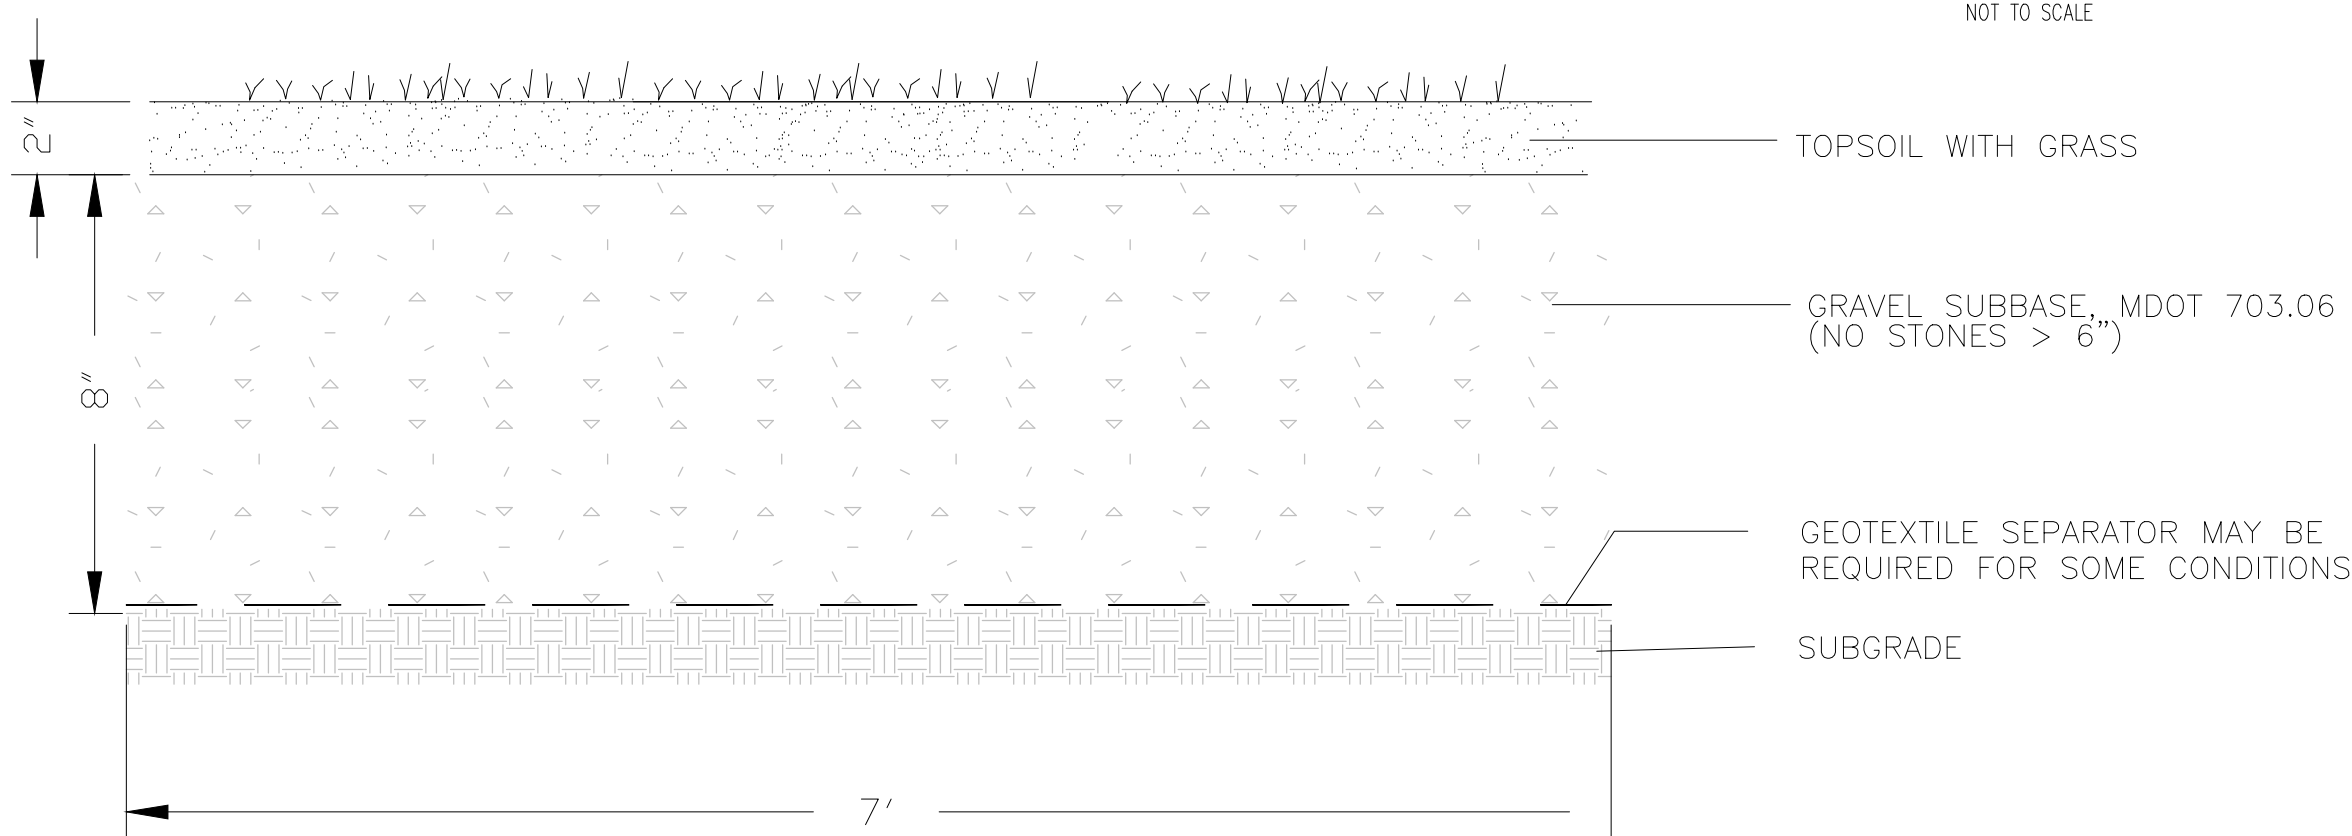 NOT TO SCALE
2"
TOPSOIL WITH GRASS
GRAVEL SUBBASE, MDOT 703.06
(NO STONES > 6")
8"
GEOTEXTILE SEPARATOR MAY BE
REQUIRED FOR SOME CONDITIONS
SUBGRADE
7'